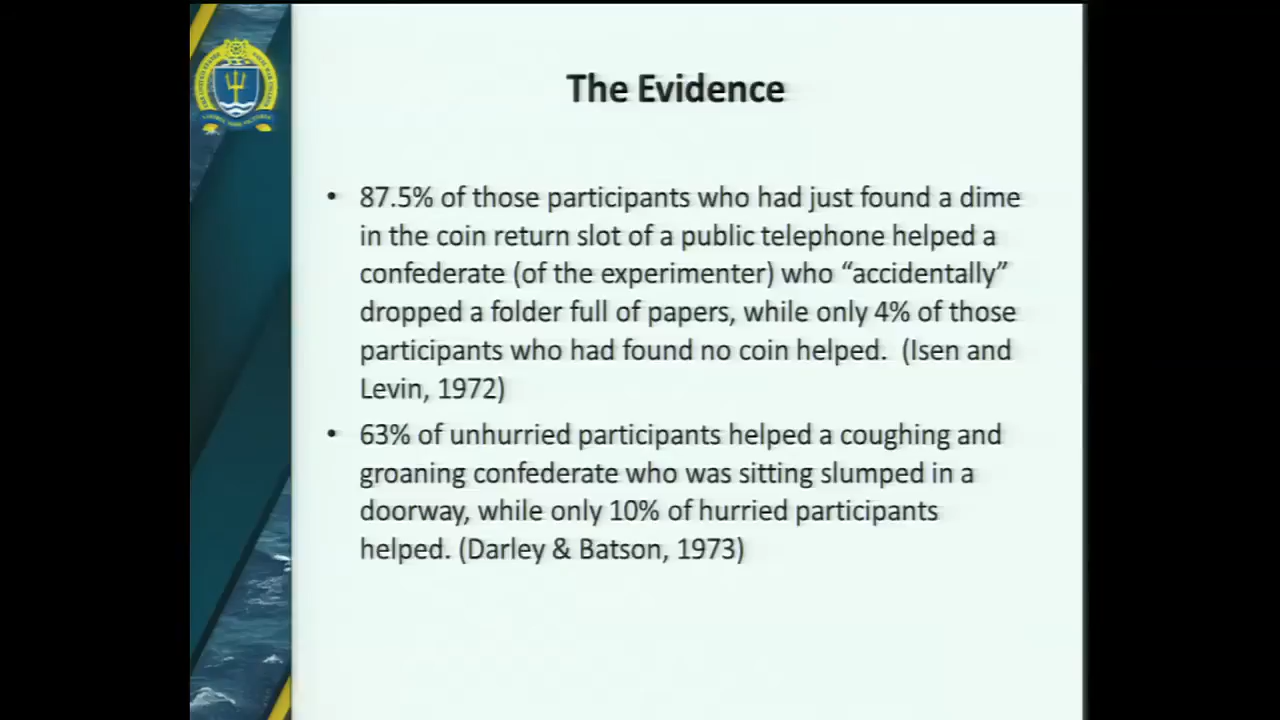 The Evidence
• 87.5% of those participants who had just found a dime
in the coin return slot of a public telephone helped a
confederate (of the experimenter) who “accidentally”
dropped a folder full of papers, while only 4% of those
participants who had found no coin helped. (Isen and
Levin, 1972)
• 63% of unhurried participants helped a coughing and
groaning confederate who was sitting slumped in a
doorway, while only 10% of hurried participants
helped. (Darley & Batson, 1973)